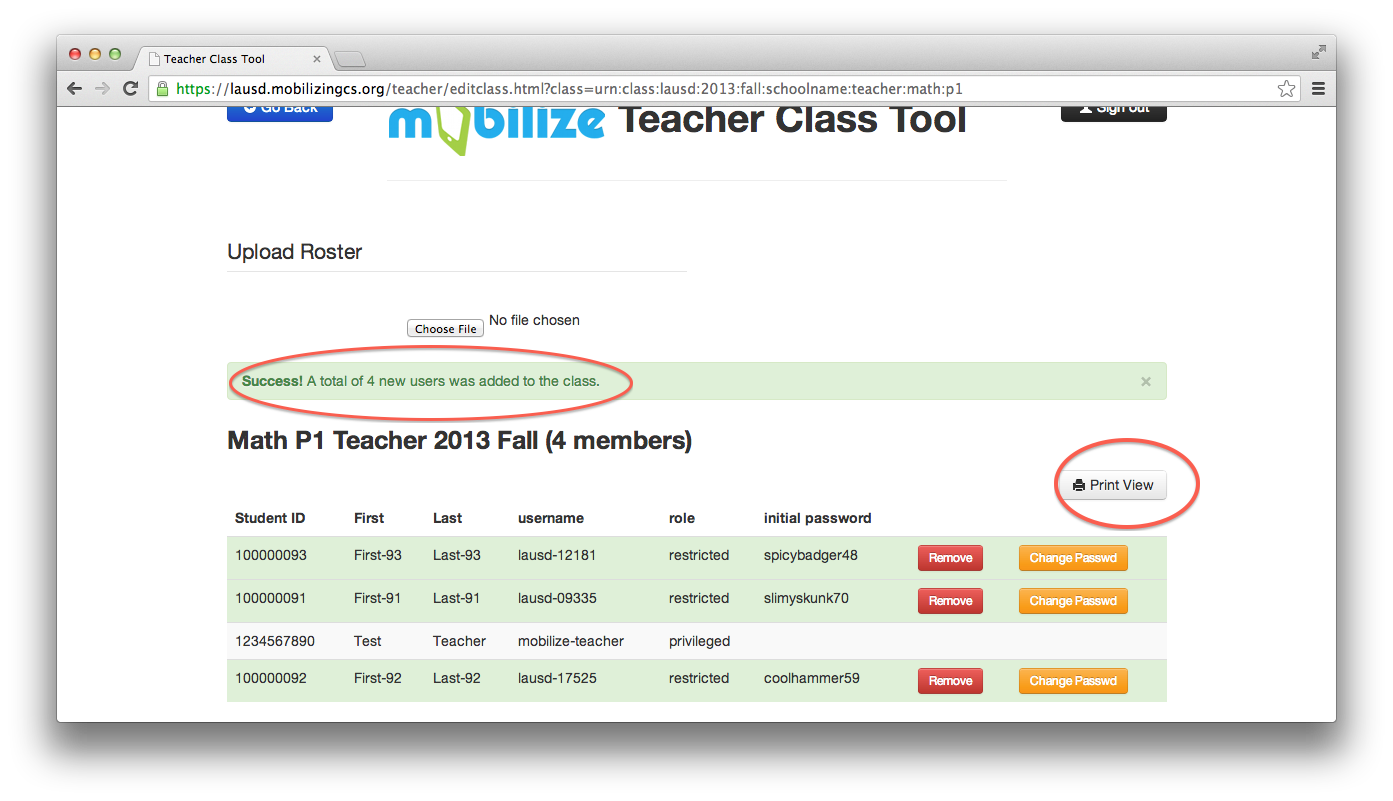 Teacher Class Tool
https://lausd.mobilizingcs.org/teacher/editclass.html?class=urn:class:lausd:2013:fall:schoolname:teacher:math:p1
Go Back mobilize Teacher Class Tool Sign out
Upload Roster
Choose File No file chosen
Success! A total of 4 new users was added to the class. ×
Math P1 Teacher 2013 Fall (4 members)
Print View
Student ID First Last username role initial password
100000093 First-93 Last-93 lausd-12181 restricted spicybadger48 Remove Change Passwd
100000091 First-91 Last-91 lausd-09335 restricted slimyskunk70 Remove Change Passwd
1234567890 Test Teacher mobilize-teacher privileged
100000092 First-92 Last-92 lausd-17525 restricted coolhammer59 Remove Change Passwd